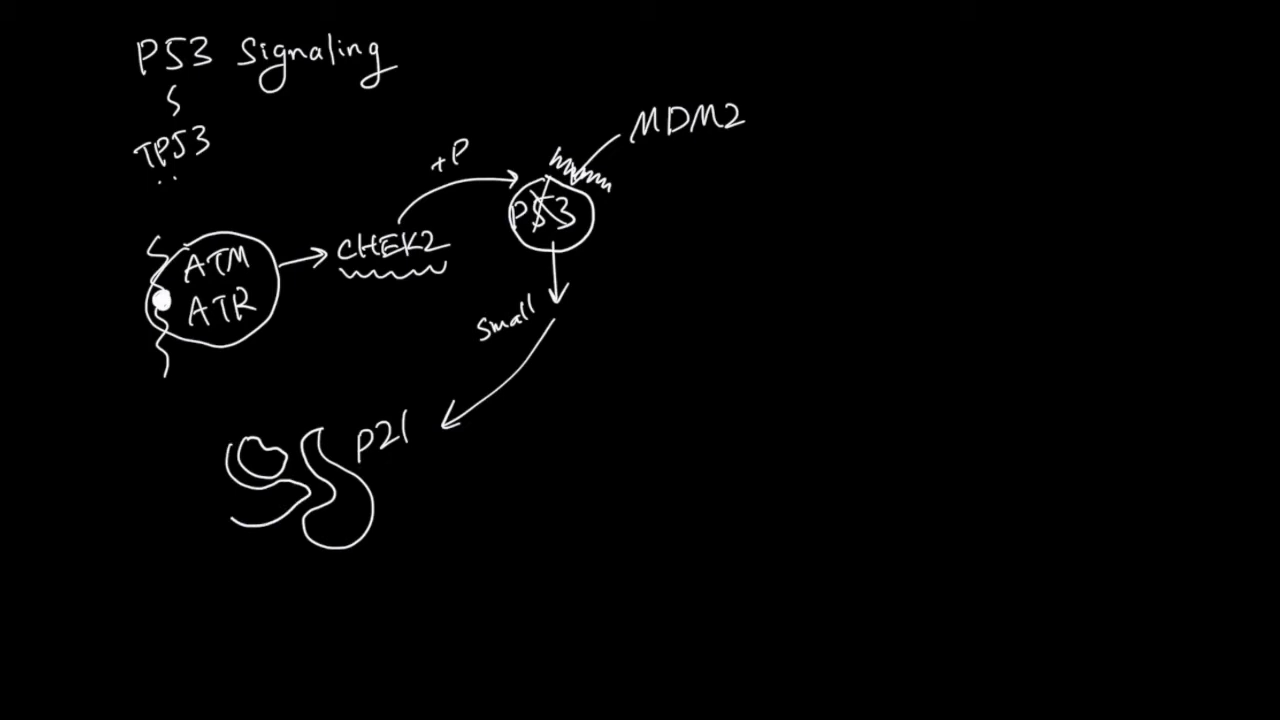 P53 Signaling
TP53
MDM2
+P
P53
CHEK2
ATM
ATR
Small
P21